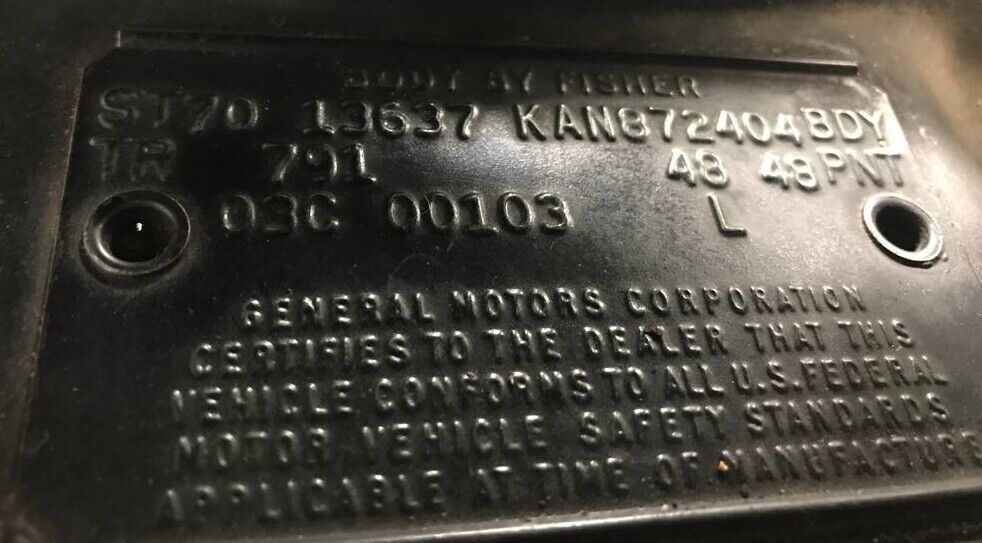 BODY BY FISHER
ST70 13637 KAN872404BDY
TR 791 48 48PNT
03C 00103 L
GENERAL MOTORS CORPORATION
CERTIFIES TO THE DEALER THAT THIS
VEHICLE CONFORMS TO ALL U.S. FEDERAL
MOTOR VEHICLE SAFETY STANDARDS
APPLICABLE AT TIME OF MANUFACTURE